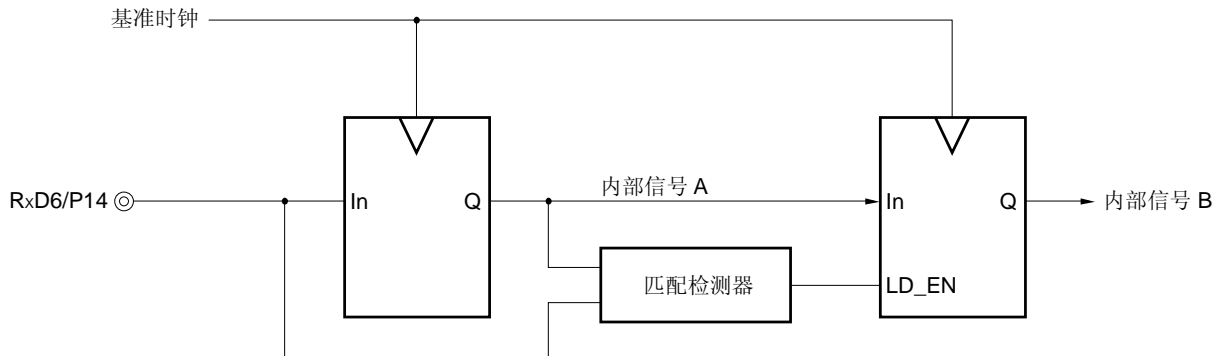 基准时钟
RxD6/P14
In
Q
内部信号 A
In
Q
内部信号 B
匹配检测器
LD_EN